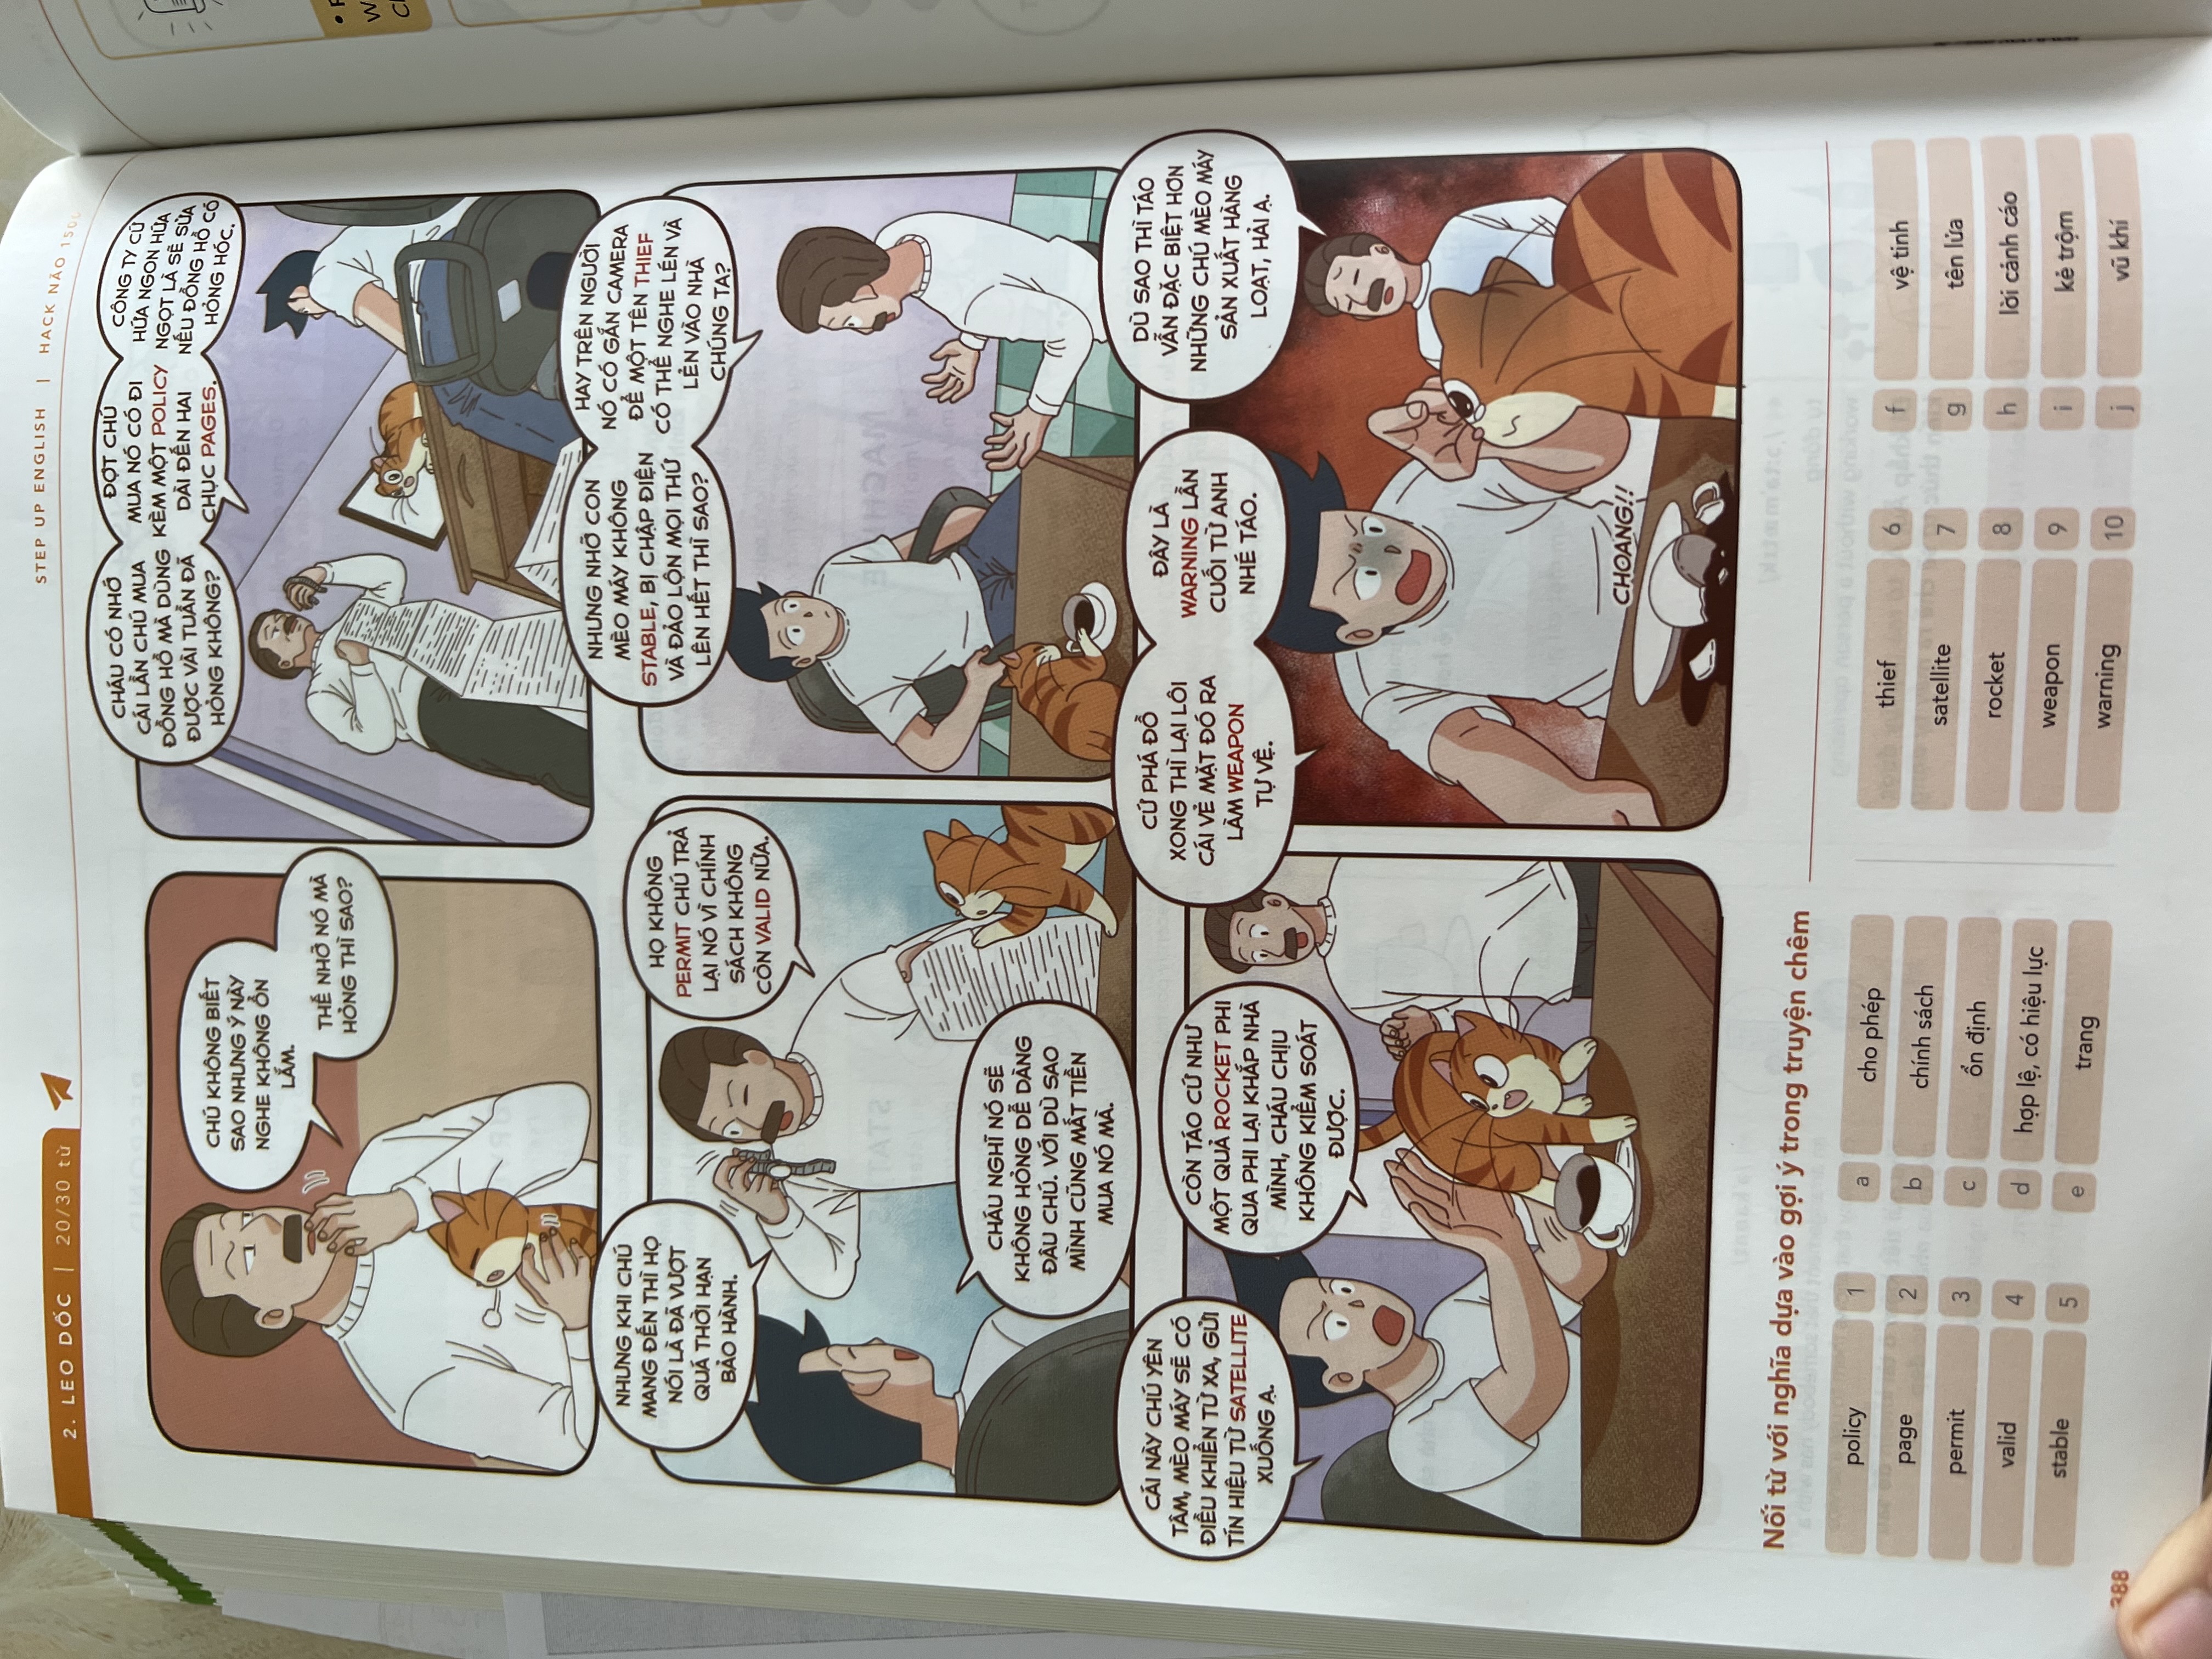 2. LEO DỐC | 20/30 từ
STEP UP ENGLISH | HACK NÃO
CHÚ KHÔNG BIẾT
SAO NHƯNG Ý NÀY
NGHE KHÔNG ỔN
LẮM.
THẾ NHỠ NÓ MÀ
HỎNG THÌ SAO?
CHÁU CÓ NHỚ
CÁI LẦN CHÚ MUA
ĐỒNG HỒ MÀ DÙNG
ĐƯỢC VÀI TUẦN ĐÃ
HỎNG KHÔNG?
ĐỢT CHÚ
MUA NÓ CÓ ĐI
KÈM MỘT POLICY
DÀI ĐẾN HAI
CHỤC PAGES.
CÔNG TY CỨ
HỨA NGON HỨA
NGỌT LÀ SẼ SỬA
NẾU ĐỒNG HỒ CÓ
HỎNG HÓC.
NHƯNG KHI CHÚ
MANG ĐẾN THÌ HỌ
NÓI LÀ ĐÃ VƯỢT
QUÁ THỜI HẠN
BẢO HÀNH.
HỌ KHÔNG
PERMIT CHÚ TRẢ
LẠI NÓ VÌ CHÍNH
SÁCH KHÔNG
CÒN VALID NỮA.
CHÁU NGHĨ NÓ SẼ
KHÔNG HỎNG DỄ DÀNG
ĐÂU CHÚ. VỚI DÙ SAO
MÌNH CŨNG MẤT TIỀN
MUA NÓ MÀ.
NHƯNG NHỠ CON
MÈO MÁY KHÔNG
STABLE, BỊ CHẬP ĐIỆN
VÀ ĐẢO LỘN MỌI THỨ
LÊN HẾT THÌ SAO?
HAY TRÊN NGƯỜI
NÓ CÓ GẮN CAMERA
ĐỂ MỘT TÊN THIEF
CÓ THỂ NGHE LÉN VÀ
LẺN VÀO NHÀ
CHÚNG TA?
CÁI NÀY CHÚ YÊN
TÂM, MÈO MÁY SẼ CÓ
ĐIỀU KHIỂN TỪ XA, GỬI
TÍN HIỆU TỪ SATELLITE
XUỐNG Ạ.
CÒN TÁO CỨ NHƯ
MỘT QUẢ ROCKET PHI
QUA PHI LẠI KHẮP NHÀ
MÌNH, CHÁU CHỊU
KHÔNG KIỂM SOÁT
ĐƯỢC.
CỨ PHÁ ĐỒ
XONG THÌ LẠI LÔI
CÁI VẺ MẶT ĐÓ RA
LÀM WEAPON
TỰ VỆ.
ĐÂY LÀ
WARNING LẦN
CUỐI TỪ ANH
NHÉ TÁO.
DÙ SAO THÌ TÁO
VẪN ĐẶC BIỆT HƠN
NHỮNG CHÚ MÈO MÁY
SẢN XUẤT HÀNG
LOẠT, HẢI Ạ.
CHOANG!!
Nối từ với nghĩa dựa vào gợi ý trong truyện chêm
policy 1 a cho phép
page 2 b chính sách
permit 3 c ổn định
valid 4 d hợp lệ, có hiệu lực
stable 5 e trang
thief 6 f vệ tinh
satellite 7 g tên lửa
rocket 8 h lời cảnh cáo
weapon 9 i kẻ trộm
warning 10 j vũ khí
388